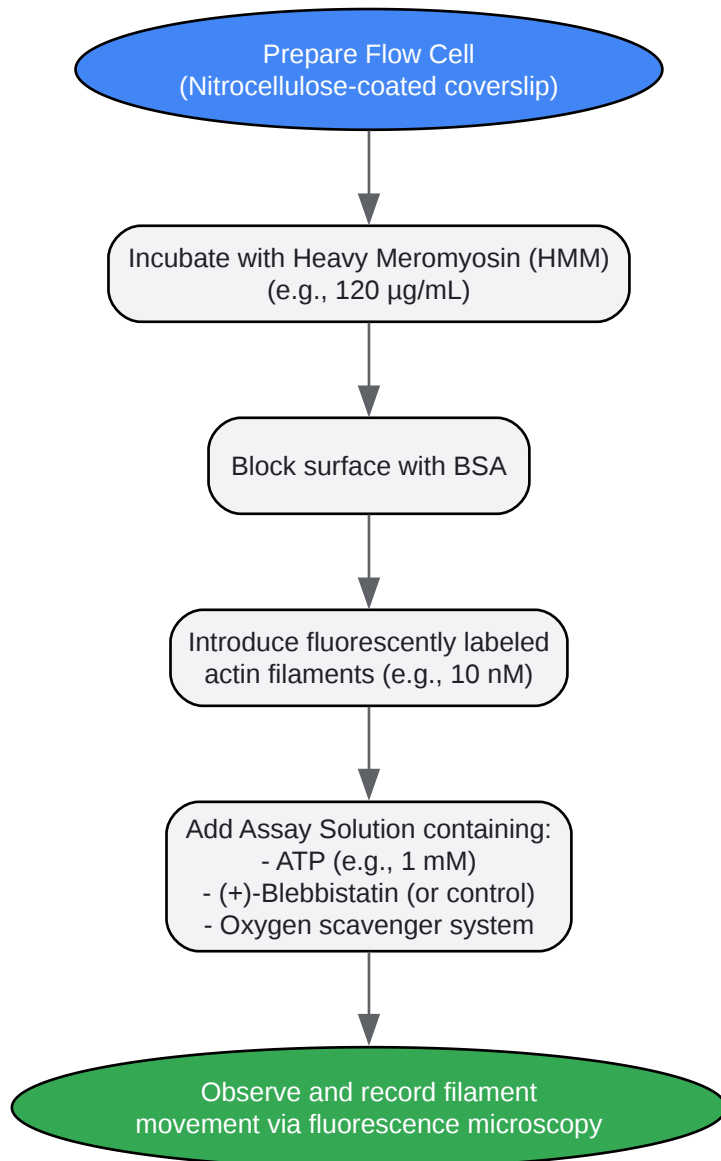 Prepare Flow Cell
(Nitrocellulose-coated coverslip)
Incubate with Heavy Meromyosin (HMM)
(e.g., 120 µg/mL)
Block surface with BSA
Introduce fluorescently labeled
actin filaments (e.g., 10 nM)
Add Assay Solution containing:
- ATP (e.g., 1 mM)
- (+)-Blebbistatin (or control)
- Oxygen scavenger system
Observe and record filament
movement via fluorescence microscopy